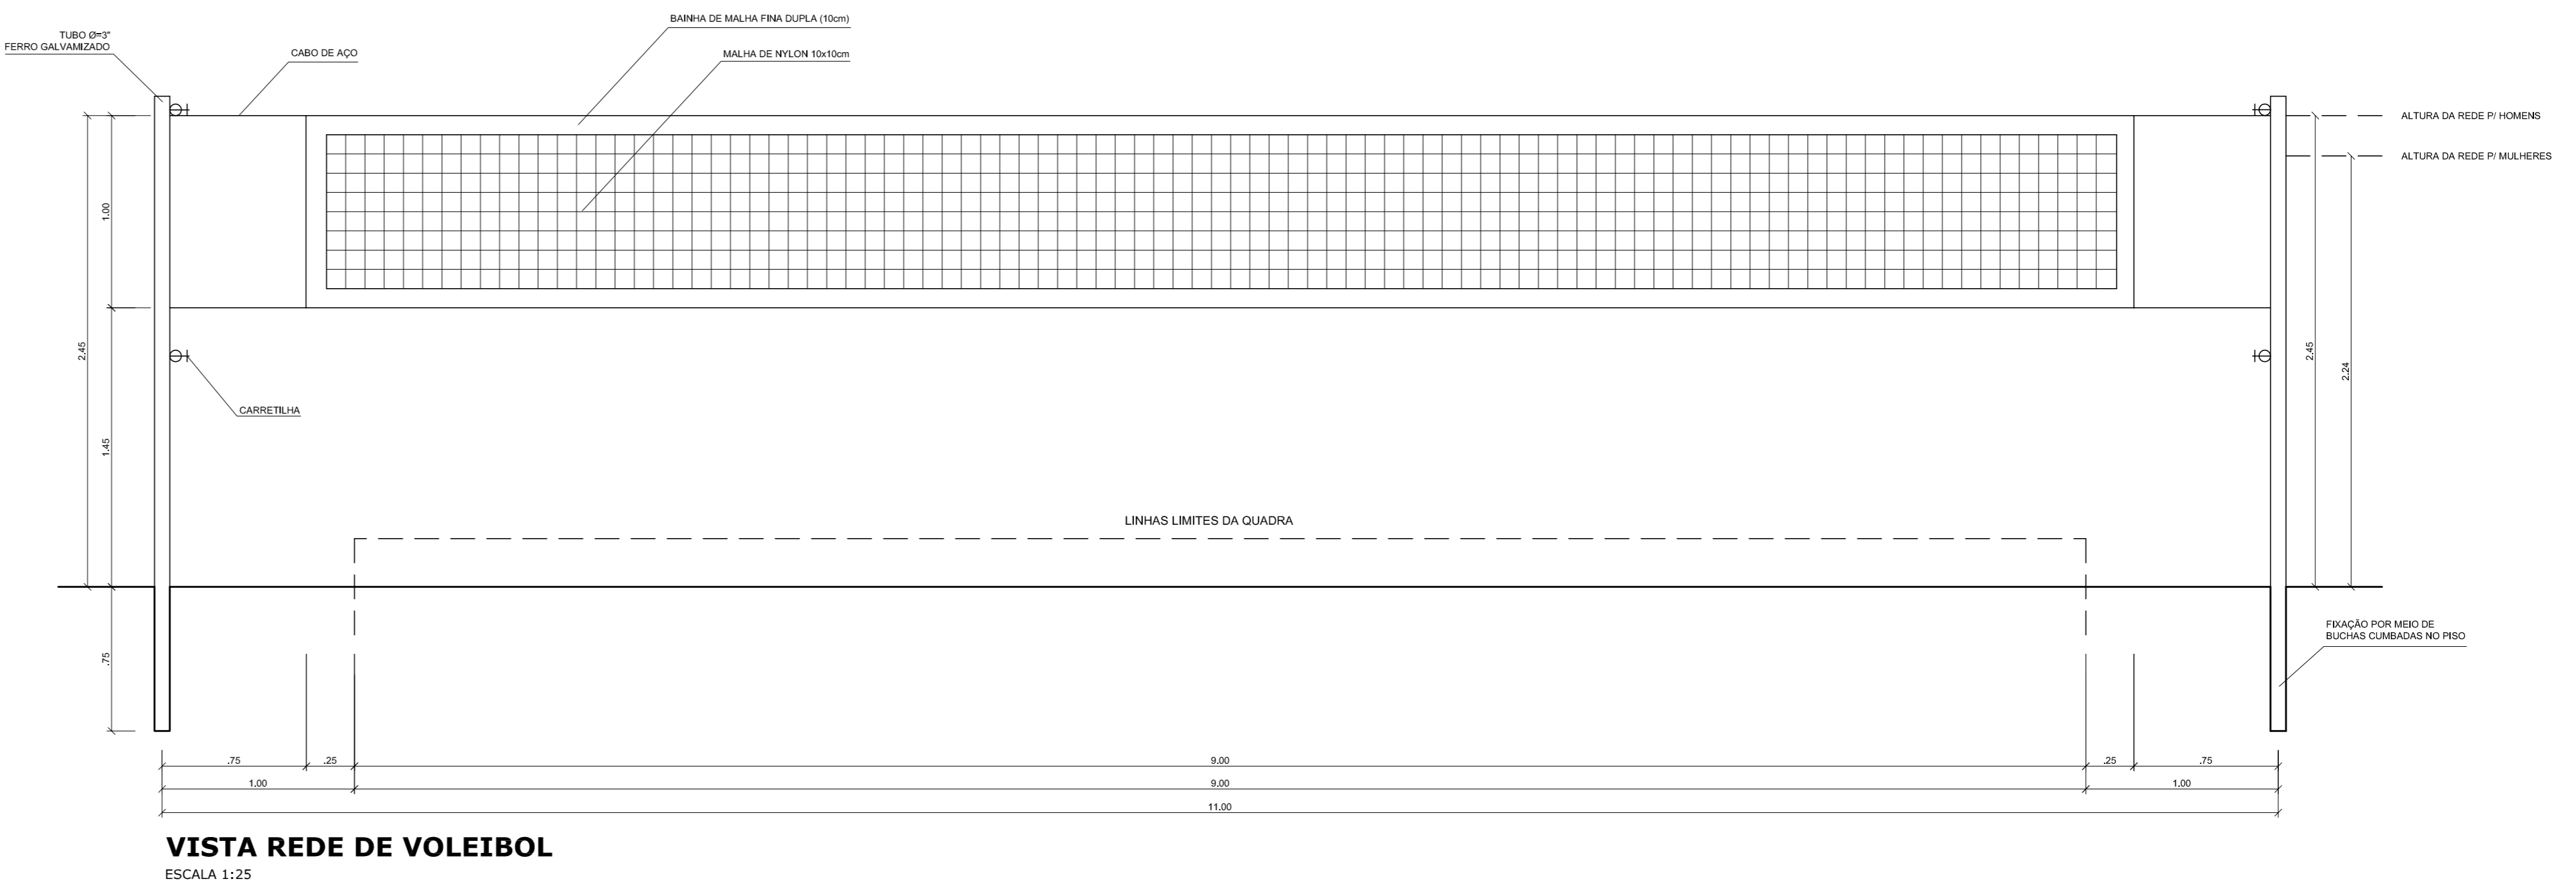 BAINHA DE MALHA FINA DUPLA (10cm)
TUBO Ø=3"
FERRO GALVAMIZADO
CABO DE AÇO
MALHA DE NYLON 10x10cm
ALTURA DA REDE P/ HOMENS
ALTURA DA REDE P/ MULHERES
1.00
2.45
2.45
2.24
CARRETILHA
1.45
LINHAS LIMITES DA QUADRA
FIXAÇÃO POR MEIO DE
BUCHAS CUMBADAS NO PISO
.75
.75
.25
9.00
.25
.75
1.00
9.00
1.00
11.00
VISTA REDE DE VOLEIBOL
ESCALA 1:25